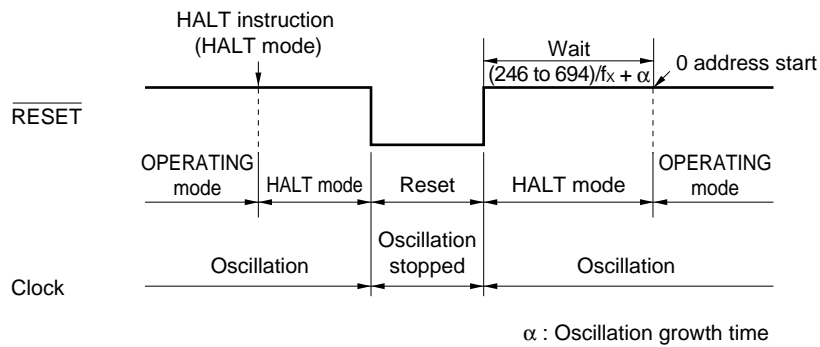 HALT instruction
(HALT mode)
Wait
(246 to 694)/fX + α
0 address start
RESET
OPERATING
mode
HALT mode
Reset
HALT mode
OPERATING
mode
Oscillation
Oscillation
stopped
Oscillation
Clock
α : Oscillation growth time